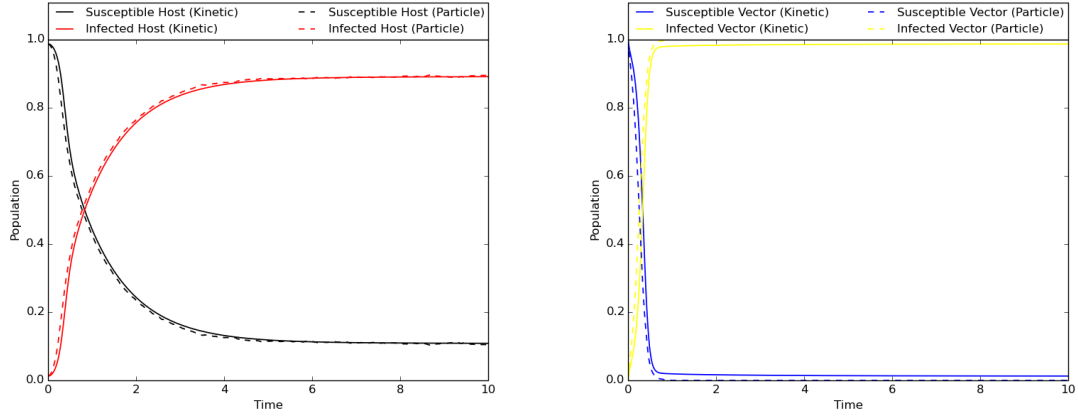 Susceptible Host (Kinetic) Susceptible Host (Particle)
Infected Host (Kinetic) Infected Host (Particle)
1.0
0.8
0.6
0.4
0.2
0.0
Population
0 2 4 6 8 10
Time
Susceptible Vector (Kinetic) Susceptible Vector (Particle)
Infected Vector (Kinetic) Infected Vector (Particle)
1.0
0.8
0.6
0.4
0.2
0.0
Population
0 2 4 6 8 10
Time